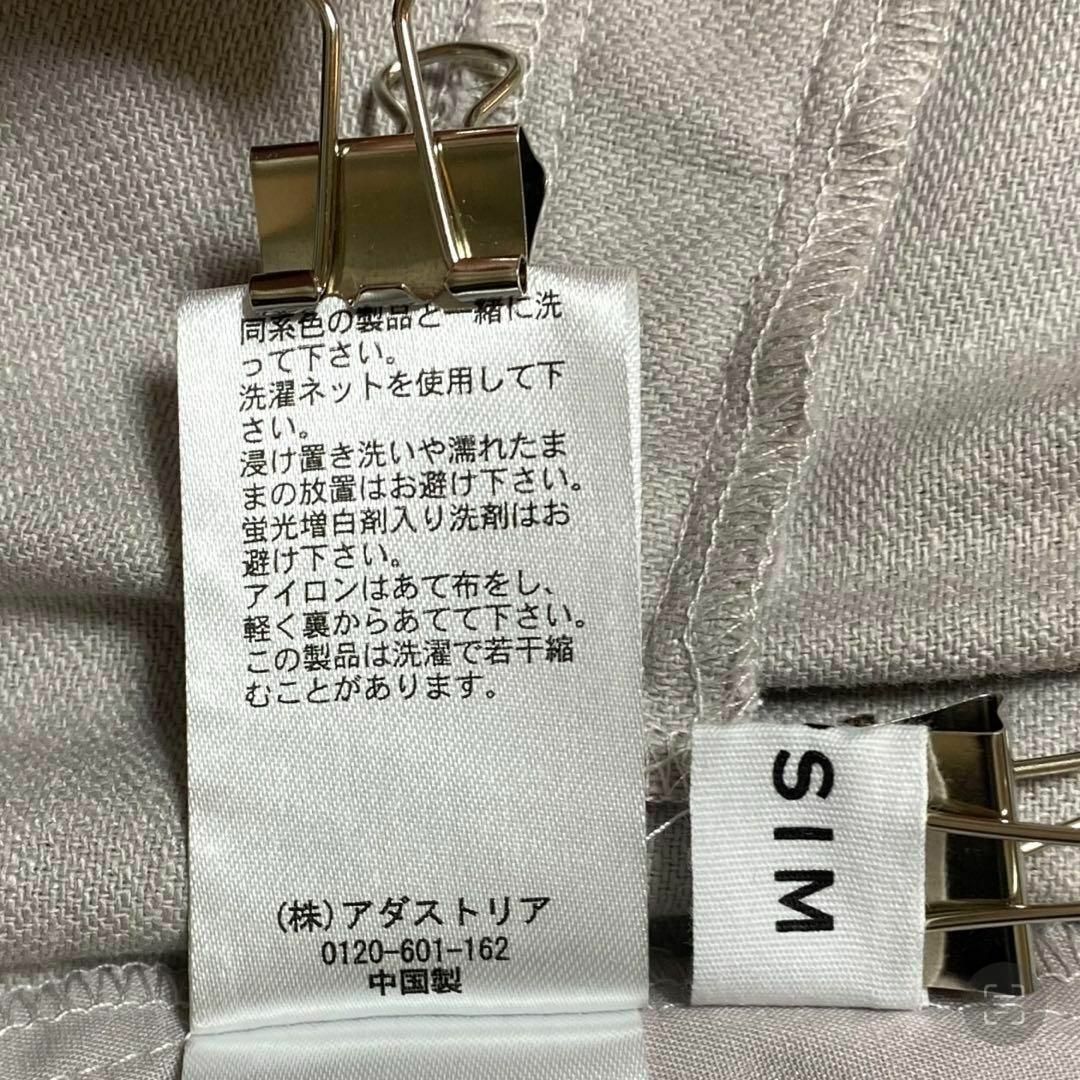 同系色の製品と一緒に洗
って下さい。
洗濯ネットを使用して下
さい。
浸け置き洗いや濡れたま
まの放置はお避け下さい。
蛍光増白剤入り洗剤はお
避け下さい。
アイロンはあて布をし、
軽く裏からあてて下さい。
この製品は洗濯で若干縮
むことがあります。
(株)アダストリア
0120-601-162
中国製
SIM